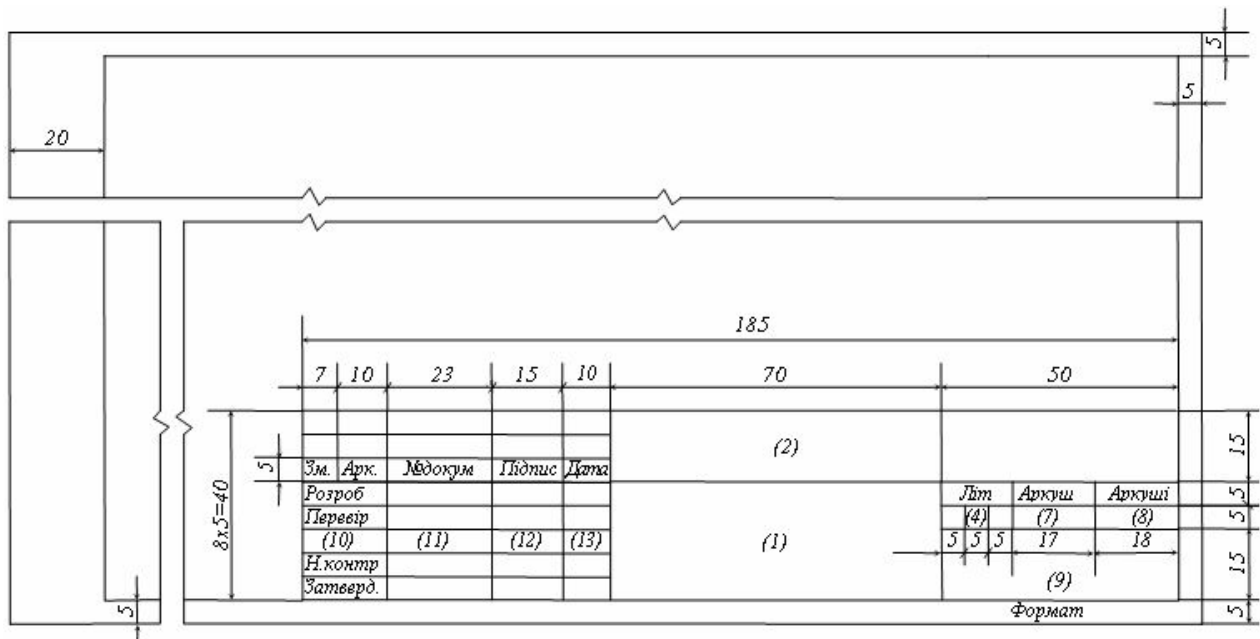 5
5
20
185
7 10 23 15 10 70 50
(2)
15
5
Зм. Арк. №докум Підпис Дата
8x5=40
Розроб
Літ Аркуш Аркуші
5
Перевір
(4) (7) (8)
5
(10) (11) (12) (13)
(1)
5 5 5 17 18
15
Н.контр
Затверд.
(9)
5
Формат
5